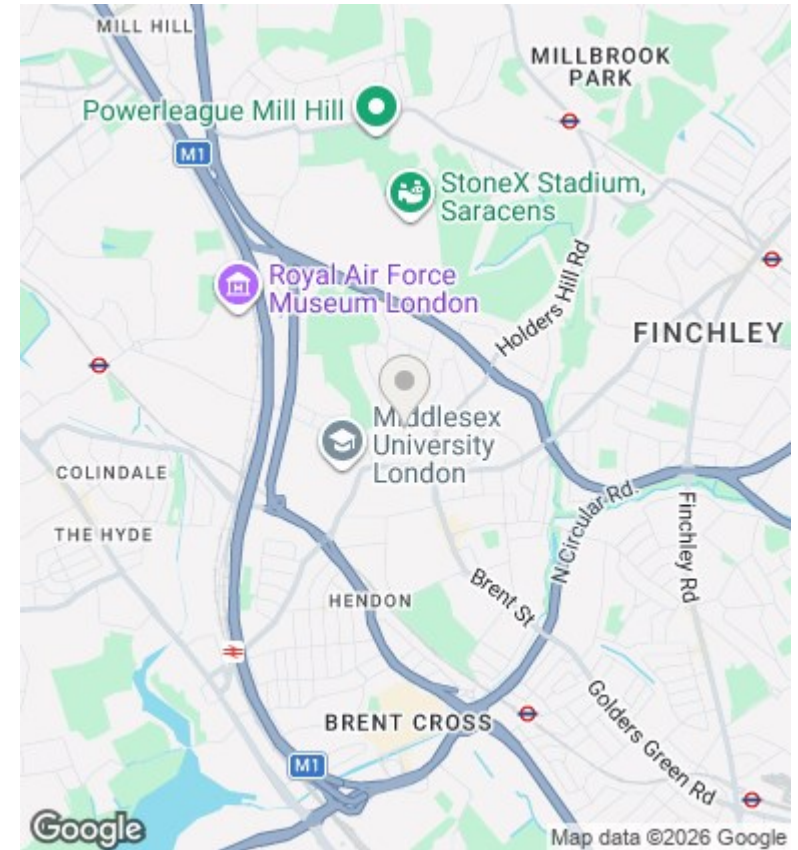 MILL HILL
MILLBROOK
PARK
Powerleague Mill Hill
M1
StoneX Stadium,
Saracens
Royal Air Force
Museum London
Holders Hill Rd
FINCHLEY
Middlesex
University
London
COLINDALE
THE HYDE
N Circular Rd.
Finchley Rd
HENDON
Brent St
Golders Green Rd
BRENT CROSS
M1
Google
Map data ©2026 Google